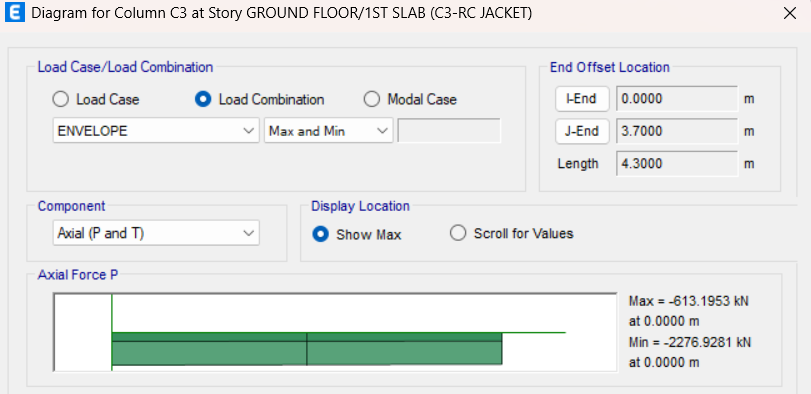 E Diagram for Column C3 at Story GROUND FLOOR/1ST SLAB (C3-RC JACKET)
Load Case/Load Combination
Load Case
Load Combination
Modal Case
ENVELOPE
Max and Min
End Offset Location
I-End
0.0000
m
J-End
3.7000
m
Length
4.3000
m
Component
Axial (P and T)
Display Location
Show Max
Scroll for Values
Axial Force P
Max = -613.1953 kN
at 0.0000 m
Min = -2276.9281 kN
at 0.0000 m